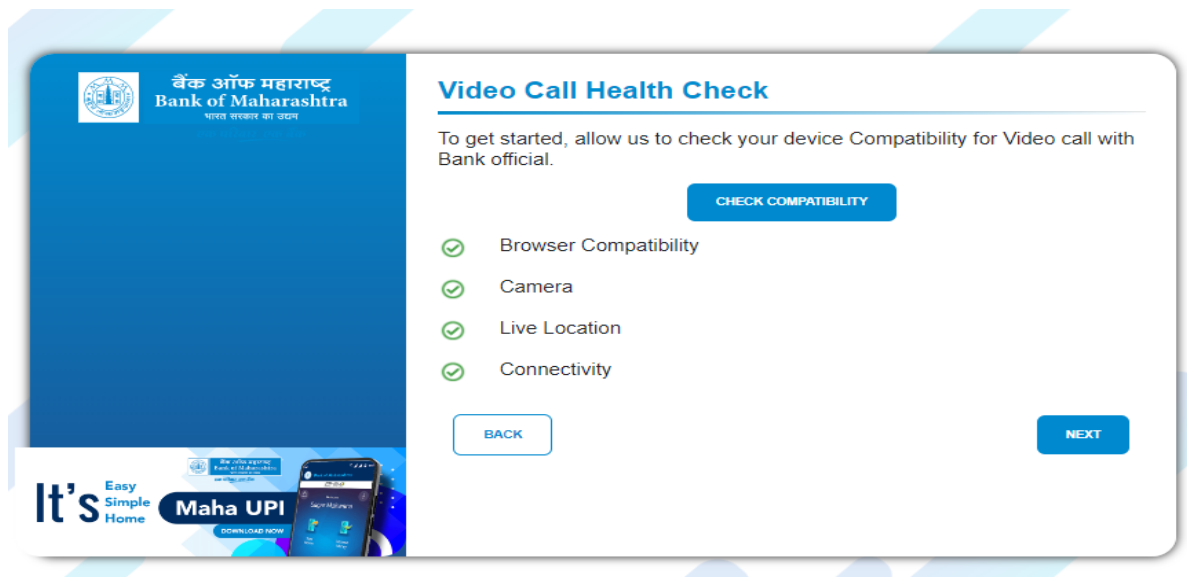 बैंक ऑफ महाराष्ट्र
Bank of Maharashtra
भारत सरकार का उद्यम
Video Call Health Check
To get started, allow us to check your device Compatibility for Video call with
Bank official.
CHECK COMPATIBILITY
Browser Compatibility
Camera
Live Location
Connectivity
BACK
NEXT
It's
Easy
Simple
Home
Maha UPI
DOWNLOAD NOW